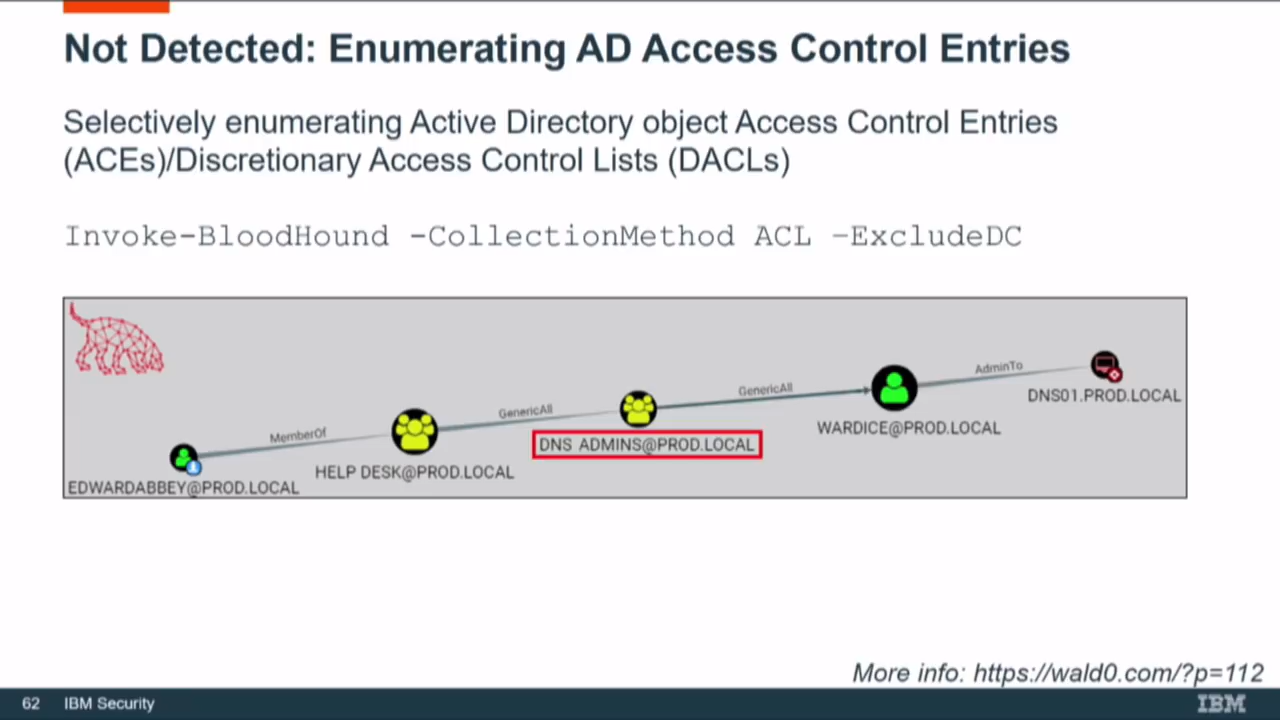 Not Detected: Enumerating AD Access Control Entries
Selectively enumerating Active Directory object Access Control Entries
(ACEs)/Discretionary Access Control Lists (DACLs)
Invoke-BloodHound -CollectionMethod ACL –ExcludeDC
MemberOf
GenericAll
GenericAll
AdminTo
EDWARDABBEY@PROD.LOCAL
HELP DESK@PROD.LOCAL
DNS ADMINS@PROD.LOCAL
WARDICE@PROD.LOCAL
DNS01.PROD.LOCAL
More info: https://wald0.com/?p=112
62 IBM Security
IBM